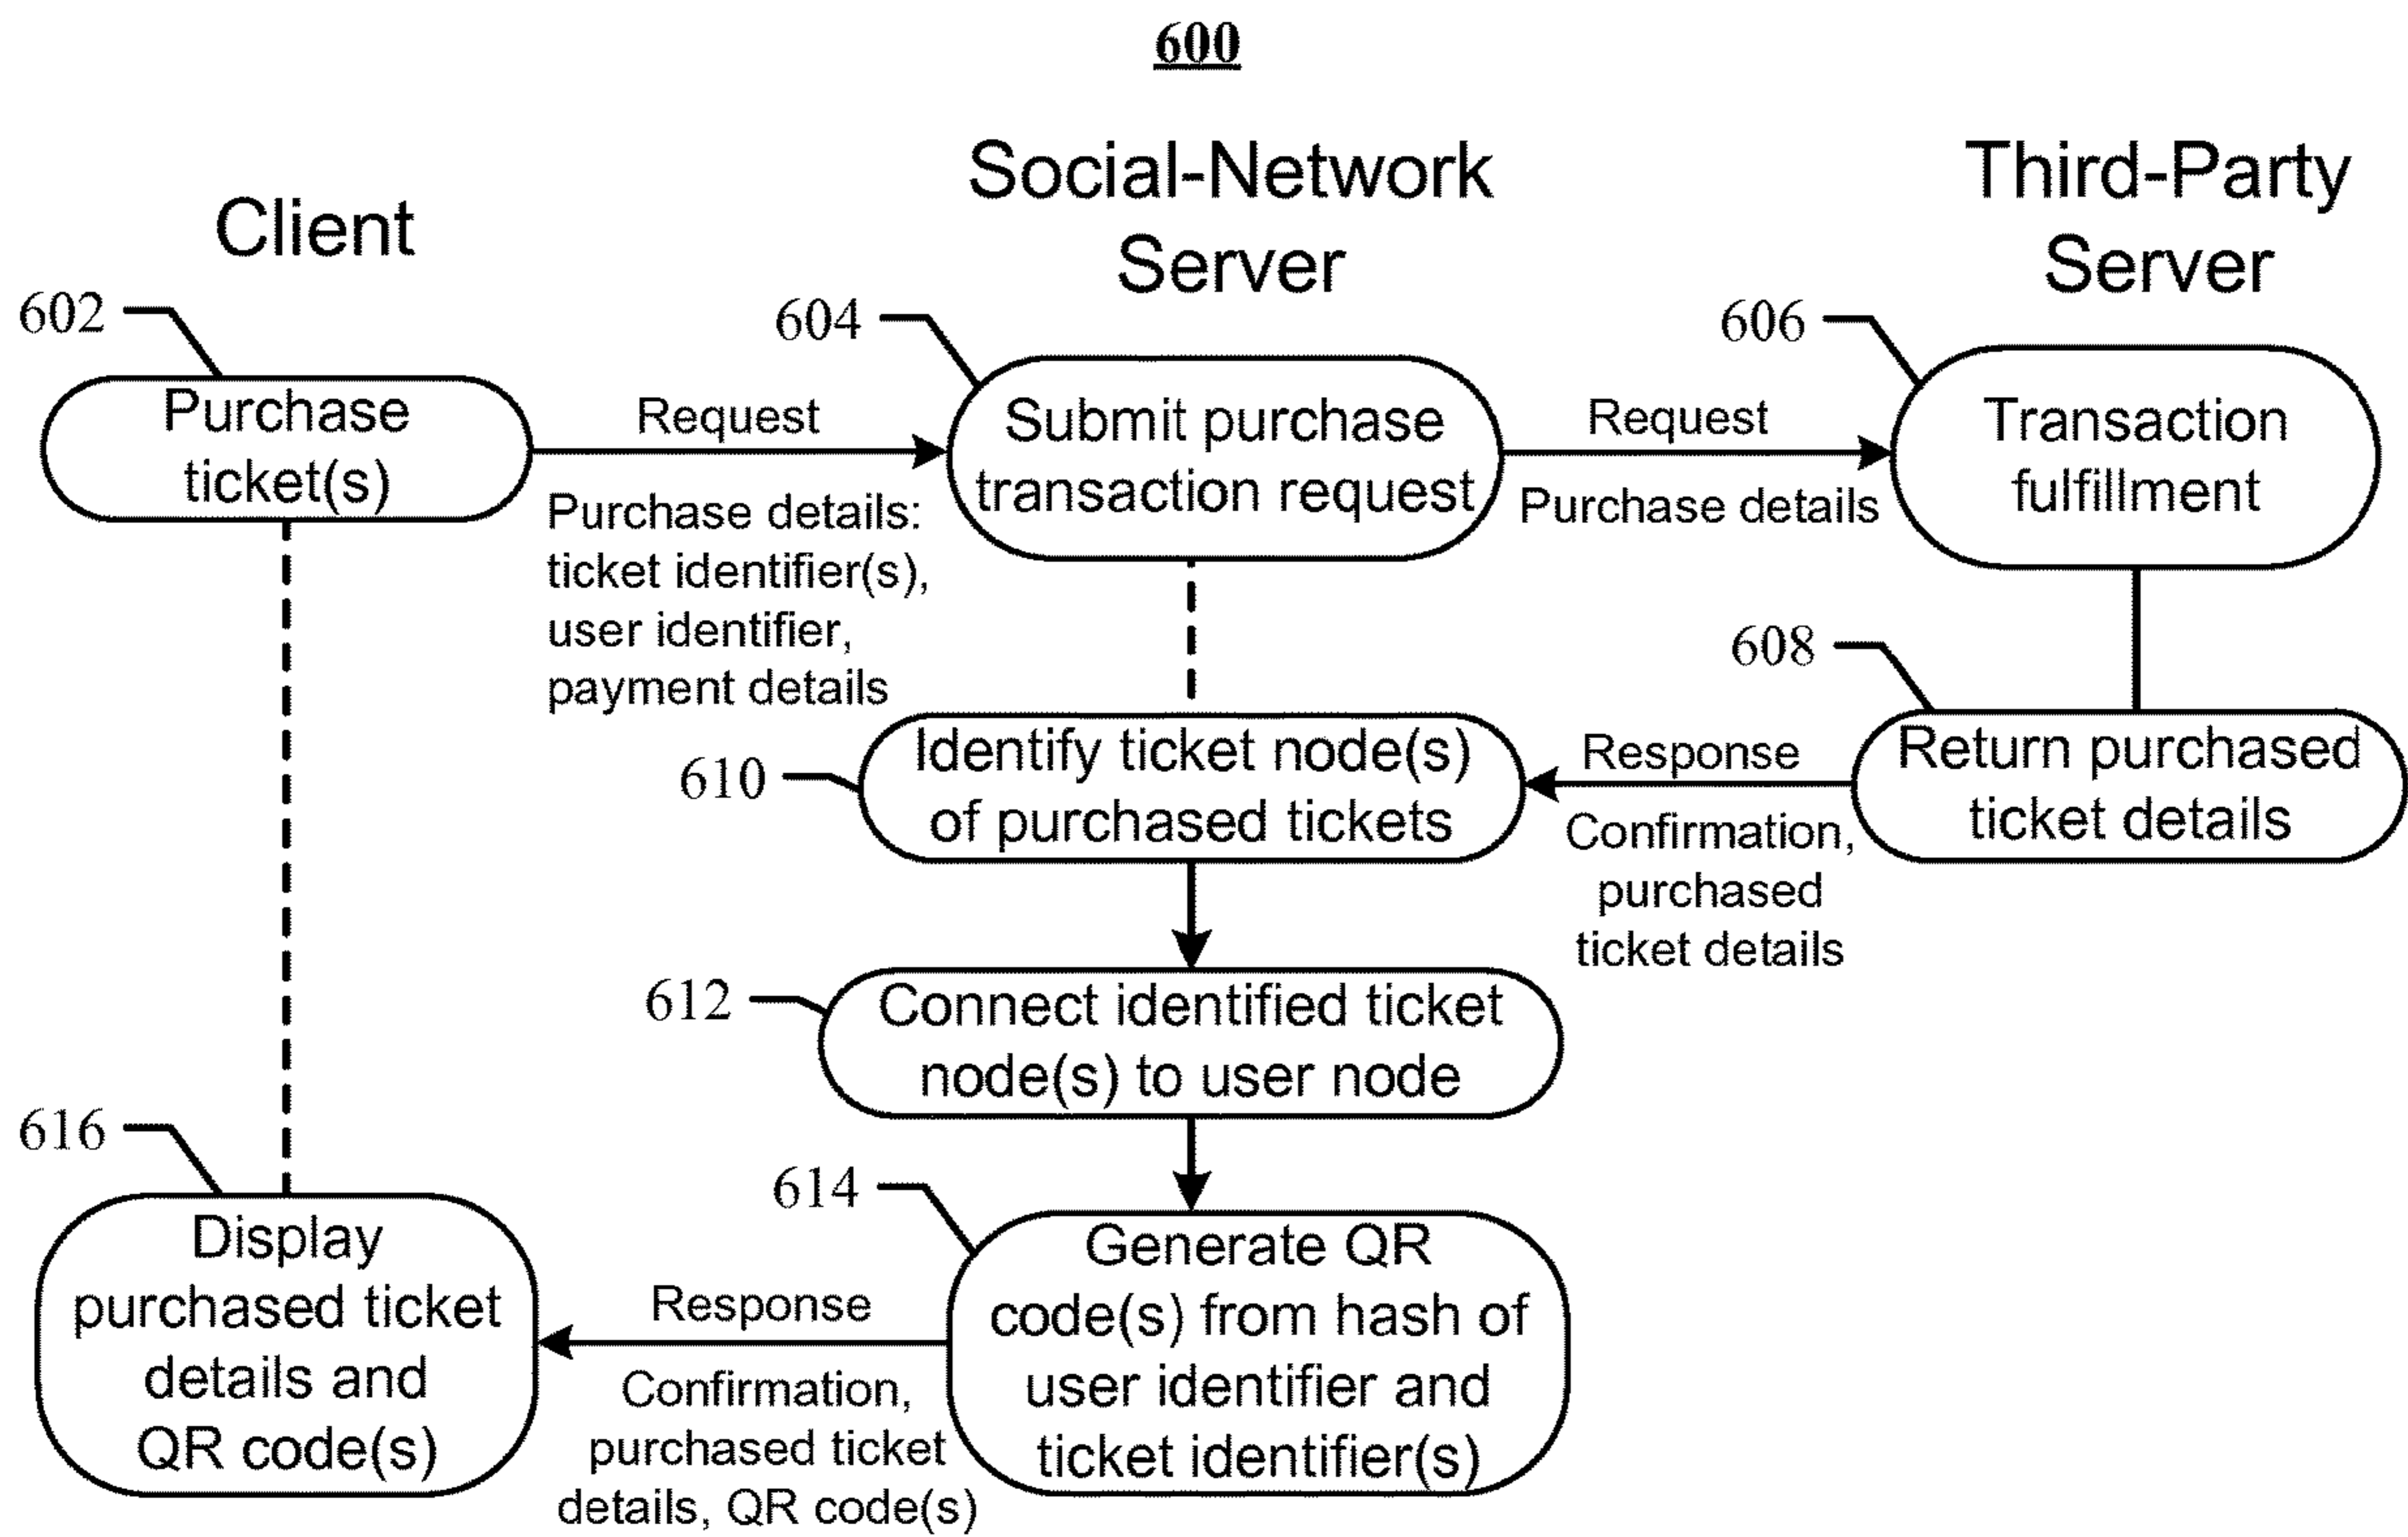 600
Client
Social-Network
Server
Third-Party
Server
602
Purchase
ticket(s)
Request
Purchase details:
ticket identifier(s),
user identifier,
payment details
604
Submit purchase
transaction request
Request
Purchase details
606
Transaction
fulfillment
608
Return purchased
ticket details
Response
Confirmation,
purchased
ticket details
610
Identify ticket node(s)
of purchased tickets
612
Connect identified ticket
node(s) to user node
614
Generate QR
code(s) from hash of
user identifier and
ticket identifier(s)
Response
Confirmation,
purchased ticket
details, QR code(s)
616
Display
purchased ticket
details and
QR code(s)